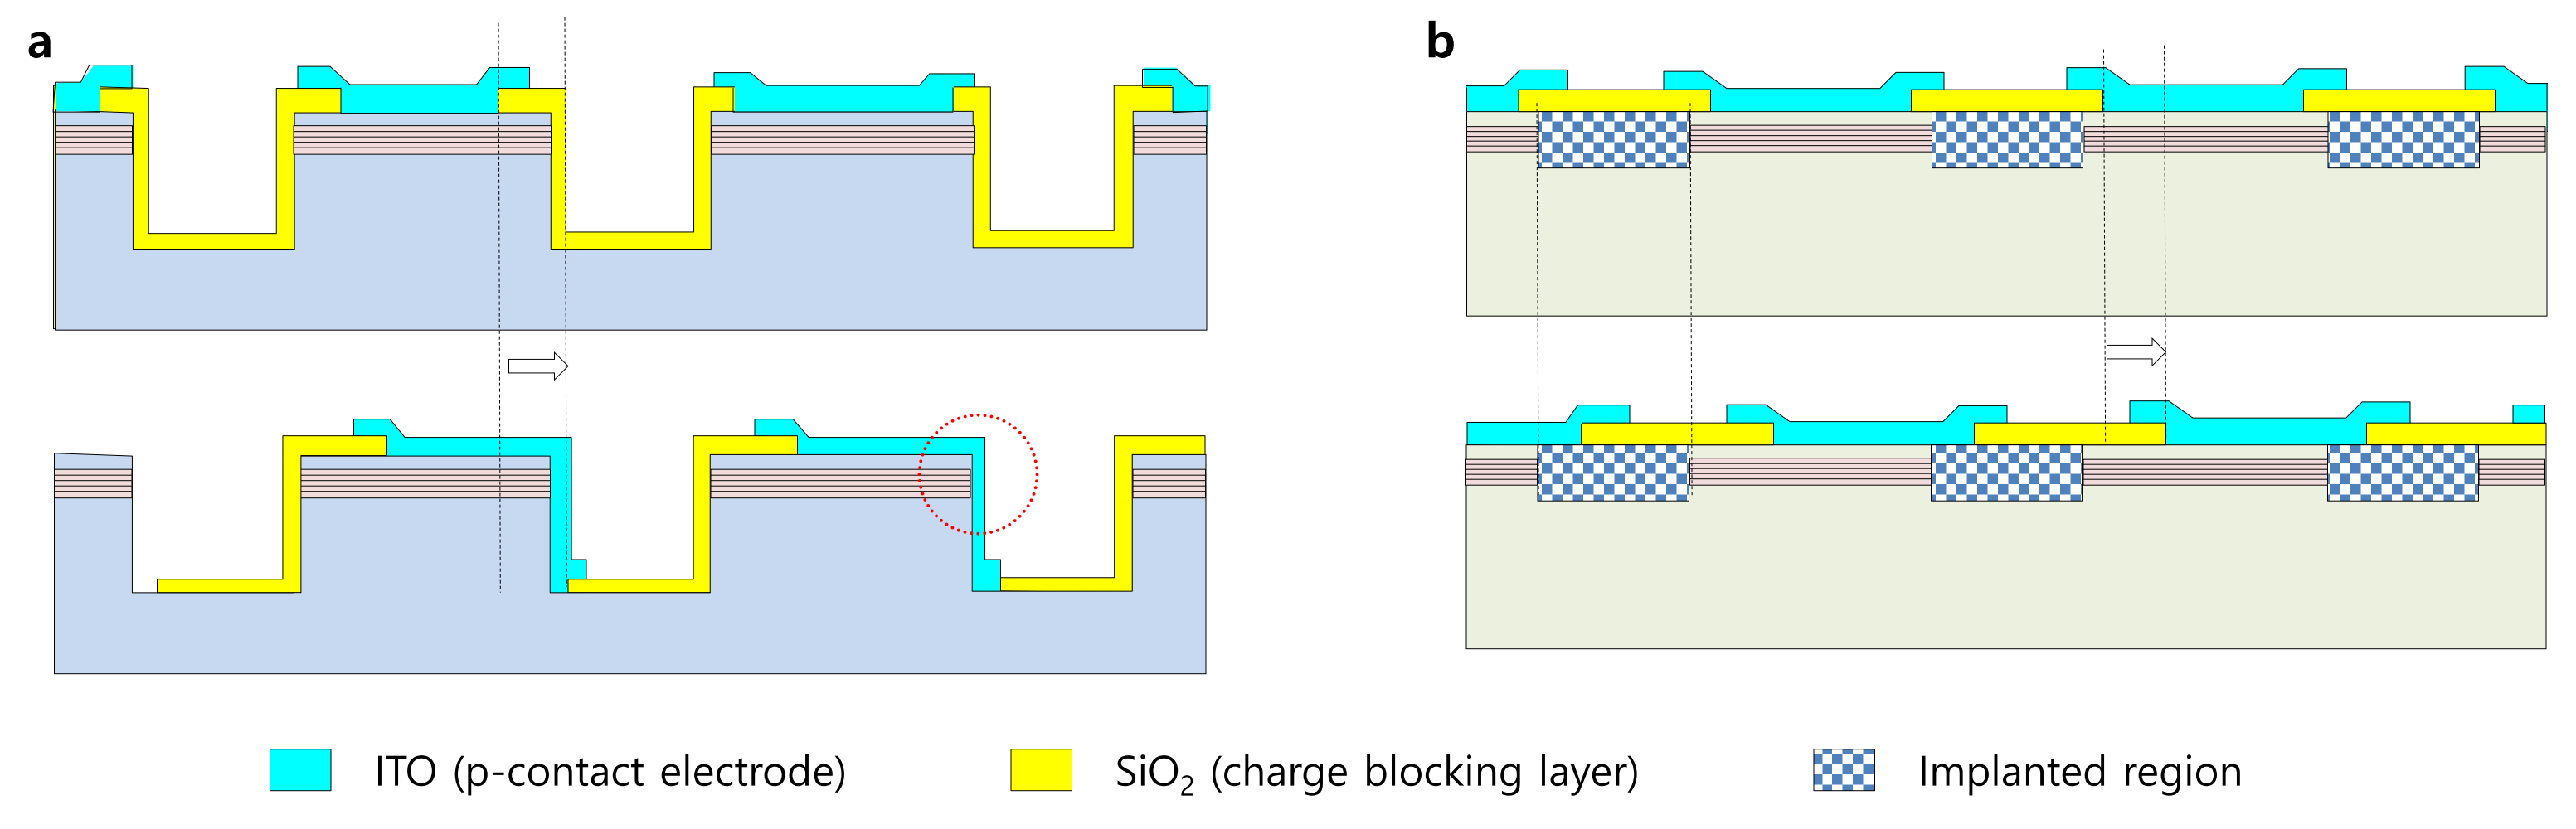 a
b
ITO (p-contact electrode)
SiO₂ (charge blocking layer)
Implanted region